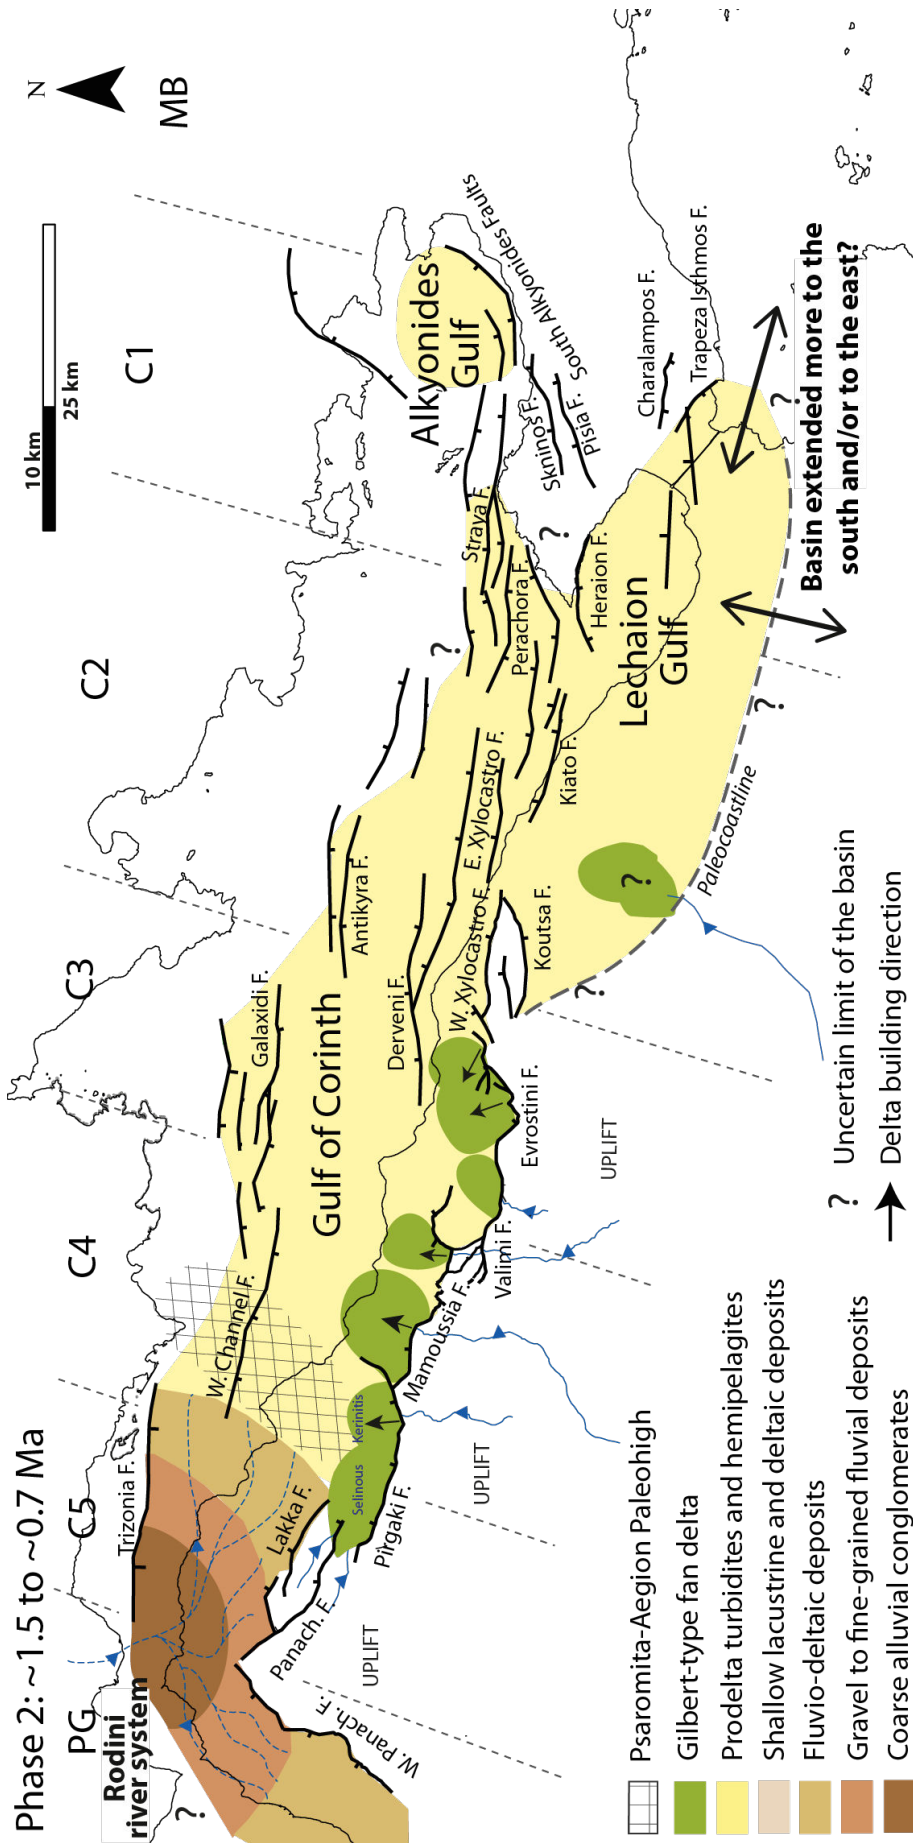 Phase 2: ~1.5 to ~0.7 Ma
PG
C5
C4
C3
C2
C1
MB
N
10 km
25 km
Rodini
river system
?
Trizonia F.
W. Channel F.
Galaxidi F.
Antikyra F.
Gulf of Corinth
Derveni F.
Lakka F.
Panach. F.
W. Panach. F.
Pirgaki F.
Selinous
Kerinitis
Mamoussia F.
Valimi F.
Evrostini F.
W. Xylocastro F.
E. Xylocastro F.
Koutsa F.
Kiato F.
Perachora F.
Strava F.
?
Alkyonides
Gulf
South Alkyonides Faults
Skninos F.
Pisia F.
?
Heraion F.
Lechaion
Gulf
Charalampos F.
Trapeza Isthmos F.
?
?
?
?
Paleocoastline
UPLIFT
UPLIFT
UPLIFT
Basin extended more to the
south and/or to the east?
Psaromita-Aegion Paleohigh
Gilbert-type fan delta
Prodelta turbidites and hemipelagites
Shallow lacustrine and deltaic deposits
Fluvio-deltaic deposits
Gravel to fine-grained fluvial deposits
Coarse alluvial conglomerates
? Uncertain limit of the basin
Delta building direction